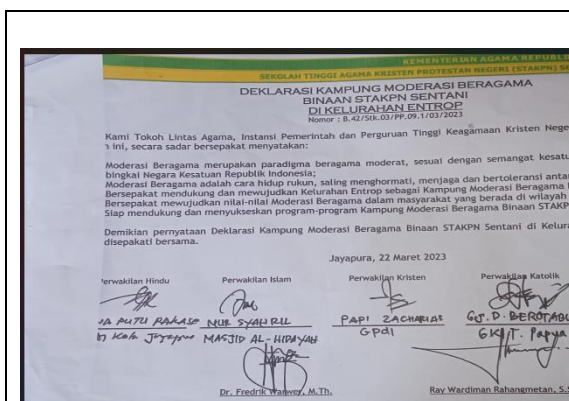 KEMENTERIAN AGAMA REPUBL
SEKOLAH TINGGI AGAMA KRISTEN PROTESTAN NEGERI (STAKPN) S
DEKLARASI KAMPUNG MODERASI BERAGAMA
BINAAN STAKPN SENTANI
DI KELURAHAN ENTROP
Nomor : B.42/Stk.03/PP.09.1/03/2023
Kami Tokoh Lintas Agama, Instansi Pemerintah dan Perguruan Tinggi Keagamaan Kristen Nege
ini, secara sadar bersepakat menyatakan:
Moderasi Beragama merupakan paradigma beragama moderat, sesuai dengan semangat kesatu
bingkai Negara Kesatuan Republik Indonesia;
Moderasi Beragama adalah cara hidup rukun, saling menghormati, menjaga dan bertoleransi antar
Bersepakat mendukung dan mewujudkan Kelurahan Entrop sebagai Kampung Moderasi Beragama
Bersepakat mewujudkan nilai-nilai Moderasi Beragama dalam masyarakat yang berada di wilayah
Siap mendukung dan menyukseskan program-program Kampung Moderasi Beragama Binaan STAKP
Demikian pernyataan Deklarasi Kampung Moderasi Beragama Binaan STAKPN Sentani di Kelura
disepakati bersama.
Jayapura, 22 Maret 2023
erwakilan Hindu Perwakilan Islam Perwakilan Kristen Perwakilan Katolik
PUTU NUR SYAHRIL PAPI ZACHARIAS G. D. BEROTABU
MASJID AL-HIDAYAH GPdI
Dr. Fredrik Warwey, M.Th. Ray Wardiman Rahangmetan, S.S